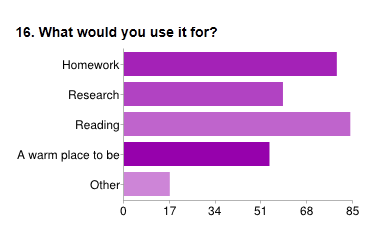 16. What would you use it for?
Homework
Research
Reading
A warm place to be
Other
0 17 34 51 68 85